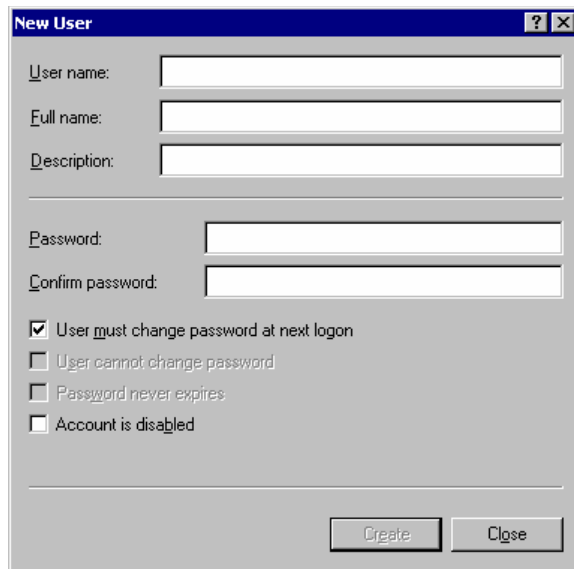 New User
User name:
Full name:
Description:
Password:
Confirm password:
User must change password at next logon
User cannot change password
Password never expires
Account is disabled
Create Close